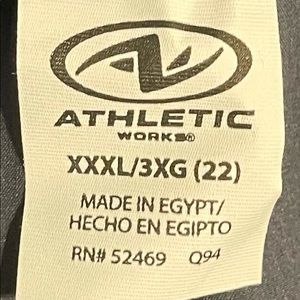 ATHLETIC
WORKS®
XXXL/3XG (22)
MADE IN EGYPT/
HECHO EN EGIPTO
RN# 52469 Q94